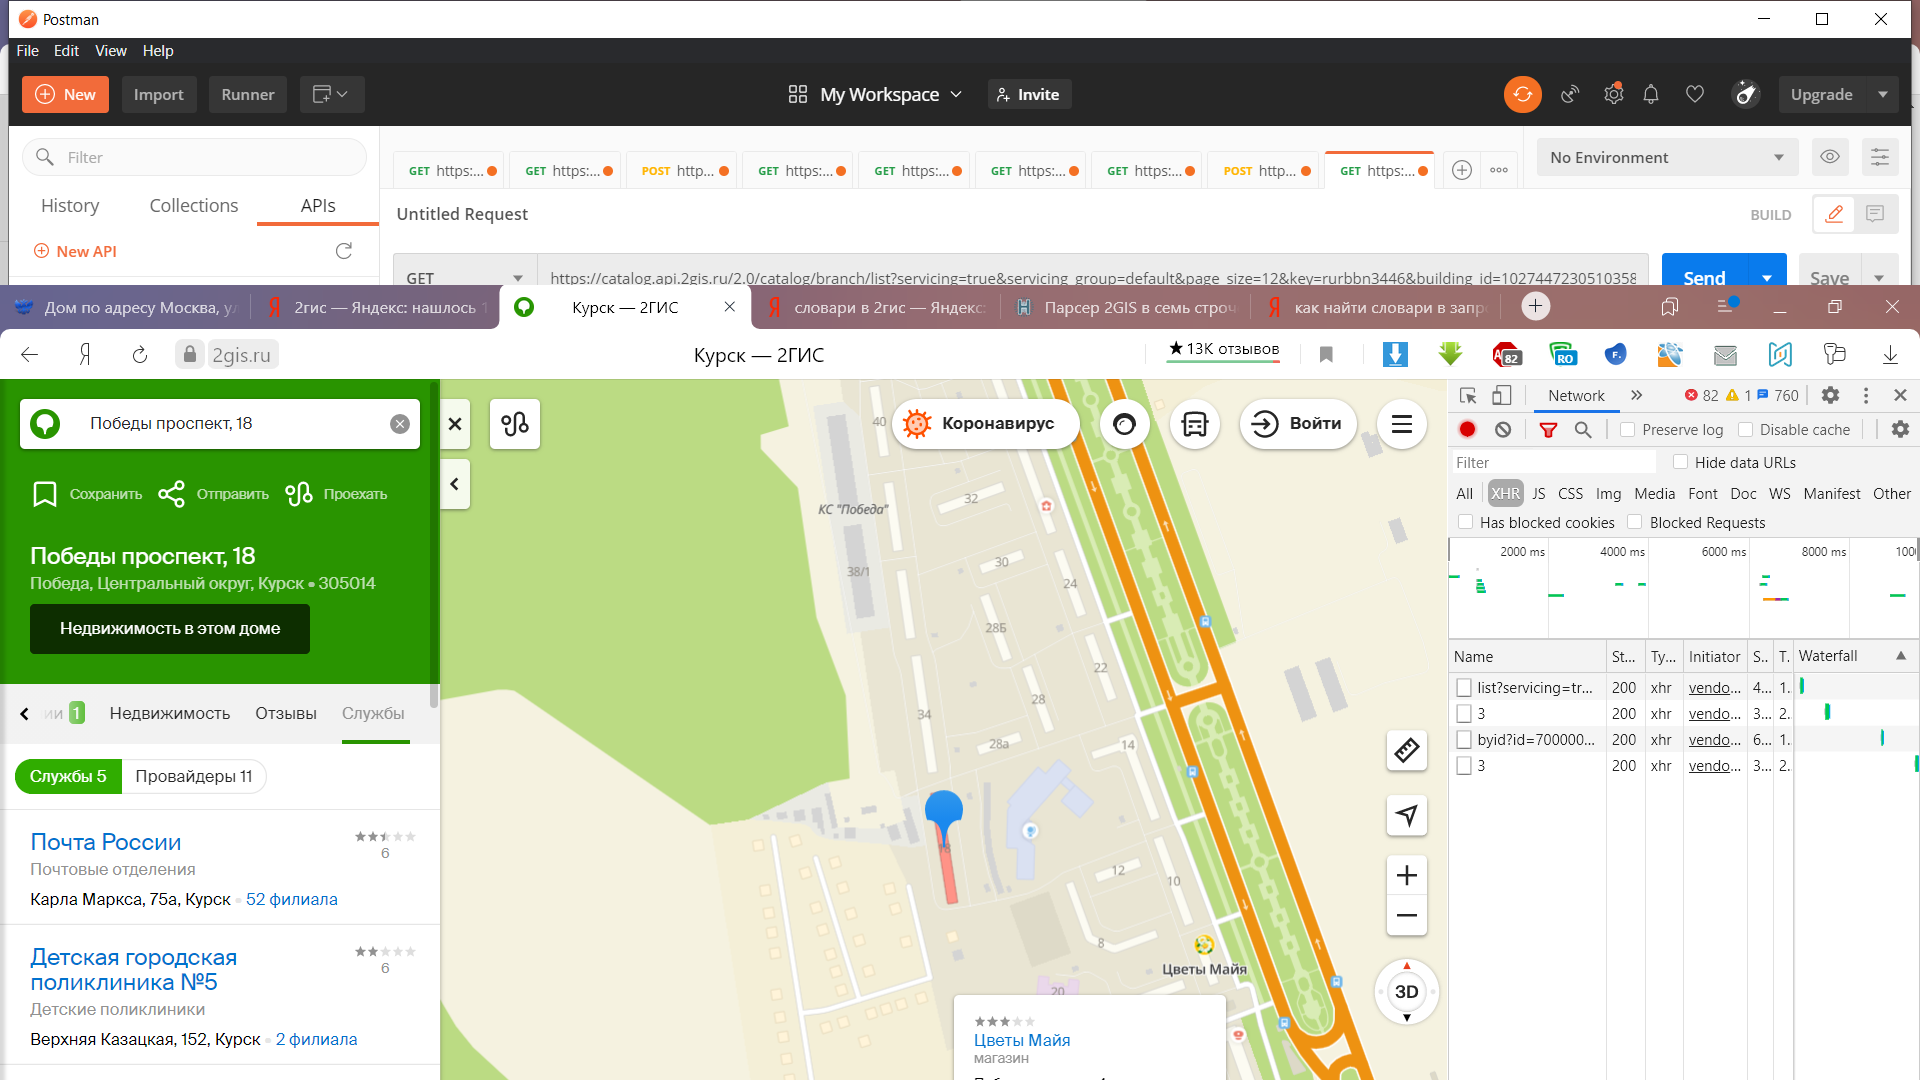 Postman
File Edit View Help
New Import Runner My Workspace Invite Upgrade
Filter
GET https:... GET https:... POST http... GET https:... GET https:... GET https:... GET https:... POST http... GET https:... No Environment
History Collections APIs
Untitled Request BUILD
New API
GET https://catalog.api.2gis.ru/2.0/catalog/branch/list?servicing=true&servicing_group=default&page_size=12&key=rurbbn3446&building_id=1027447230510358 Send Save
Дом по адресу Москва, ул 2гис — Яндекс: нашлось 1 Курск — 2ГИС словари в 2гис — Яндекс: Парсер 2GIS в семь строч как найти словари в запр
2gis.ru Курск — 2ГИС ★13K отзывов 82 RO F.
Победы проспект, 18
Сохранить Отправить Проехать
Победы проспект, 18
Победа, Центральный округ, Курск • 305014
Недвижимость в этом доме
ии 1 Недвижимость Отзывы Службы
Службы 5 Провайдеры 11
Почта России
6
Почтовые отделения
Карла Маркса, 75а, Курск • 52 филиала
Детская городская
поликлиника №5
6
Детские поликлиники
Верхняя Казацкая, 152, Курск • 2 филиала
Коронавирус
Войти
40
32
КС "Победа"
30
38/1
24
28Б
22
28
34
28а
14
18
12
10
8
20
Цветы Майя
3D
Цветы Майя
магазин
Network 82 1 760
Preserve log Disable cache
Filter Hide data URLs
All XHR JS CSS Img Media Font Doc WS Manifest Other
Has blocked cookies Blocked Requests
2000 ms 4000 ms 6000 ms 8000 ms 100
Name St... Ty... Initiator S.. T. Waterfall
list?servicing=tr... 200 xhr vendo... 4... 1.
3 200 xhr vendo... 3... 2.
byid?id=700000... 200 xhr vendo... 6... 1.
3 200 xhr vendo... 3... 2.